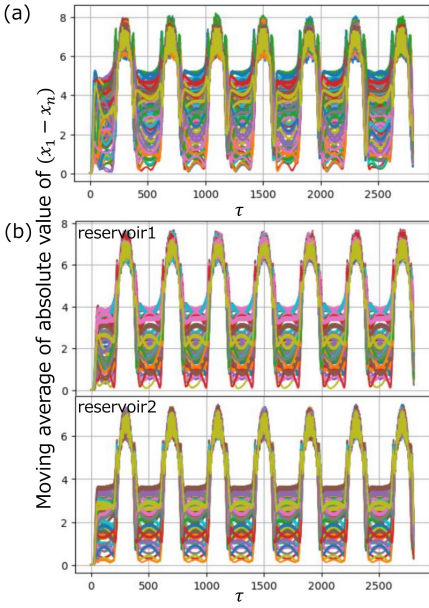 (a)
8
6
4
2
0
0 500 1000 1500 2000 2500
τ
Moving average of absolute value of (x₁ − xₙ)
(b)
reservoir1
8
6
4
2
0
reservoir2
6
4
2
0
0 500 1000 1500 2000 2500
τ